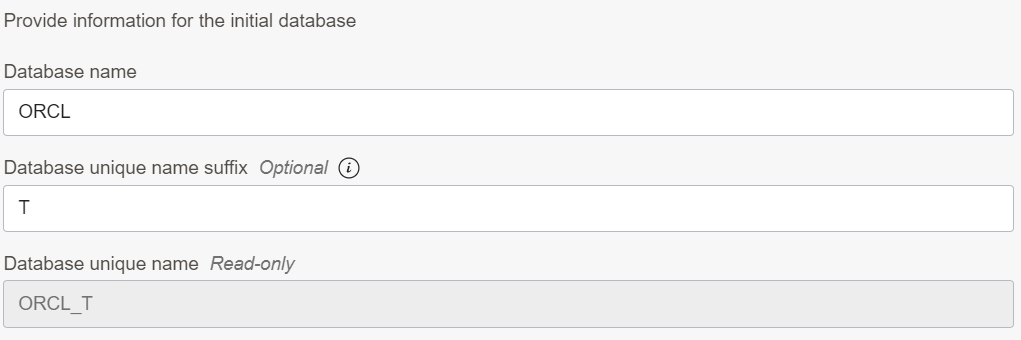 Provide information for the initial database
Database name
ORCL
Database unique name suffix Optional i
T
Database unique name Read-only
ORCL_T